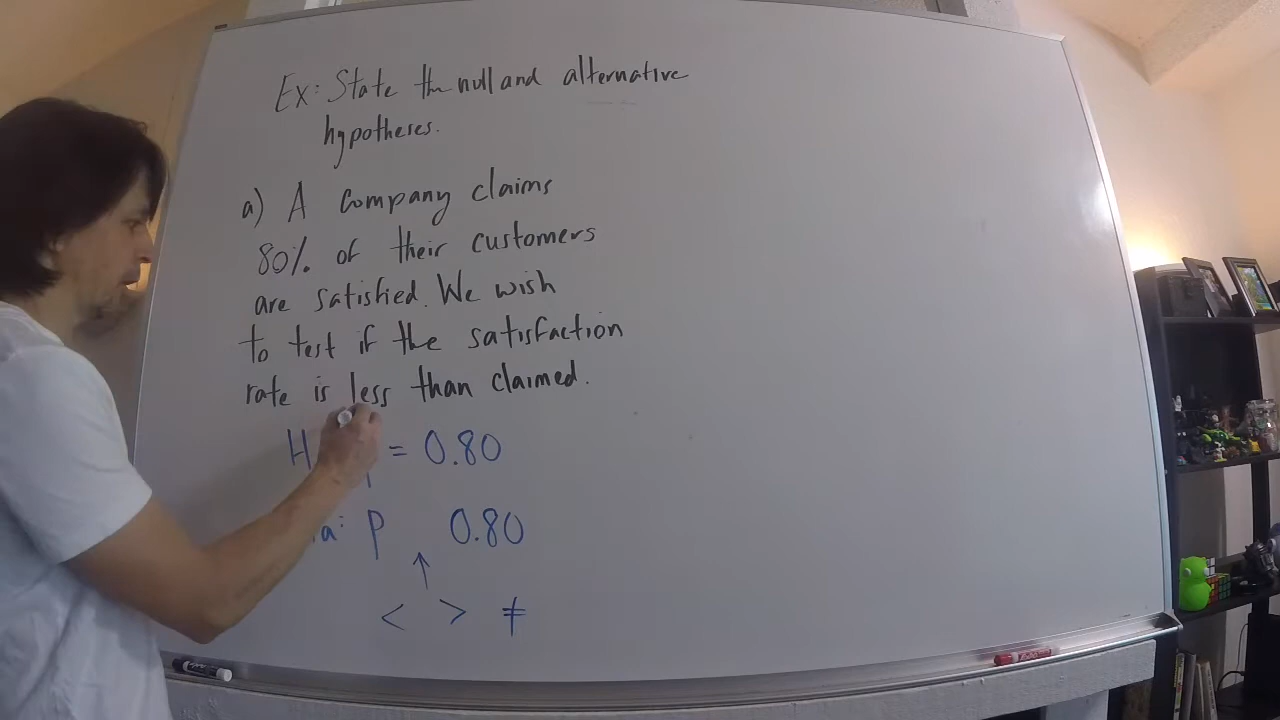 Ex: State the null and alternative
hypotheses.
a) A company claims
80% of their customers
are satisfied. We wish
to test if the satisfaction
rate is less than claimed.
H = 0.80
a: p 0.80
↑
< > ≠